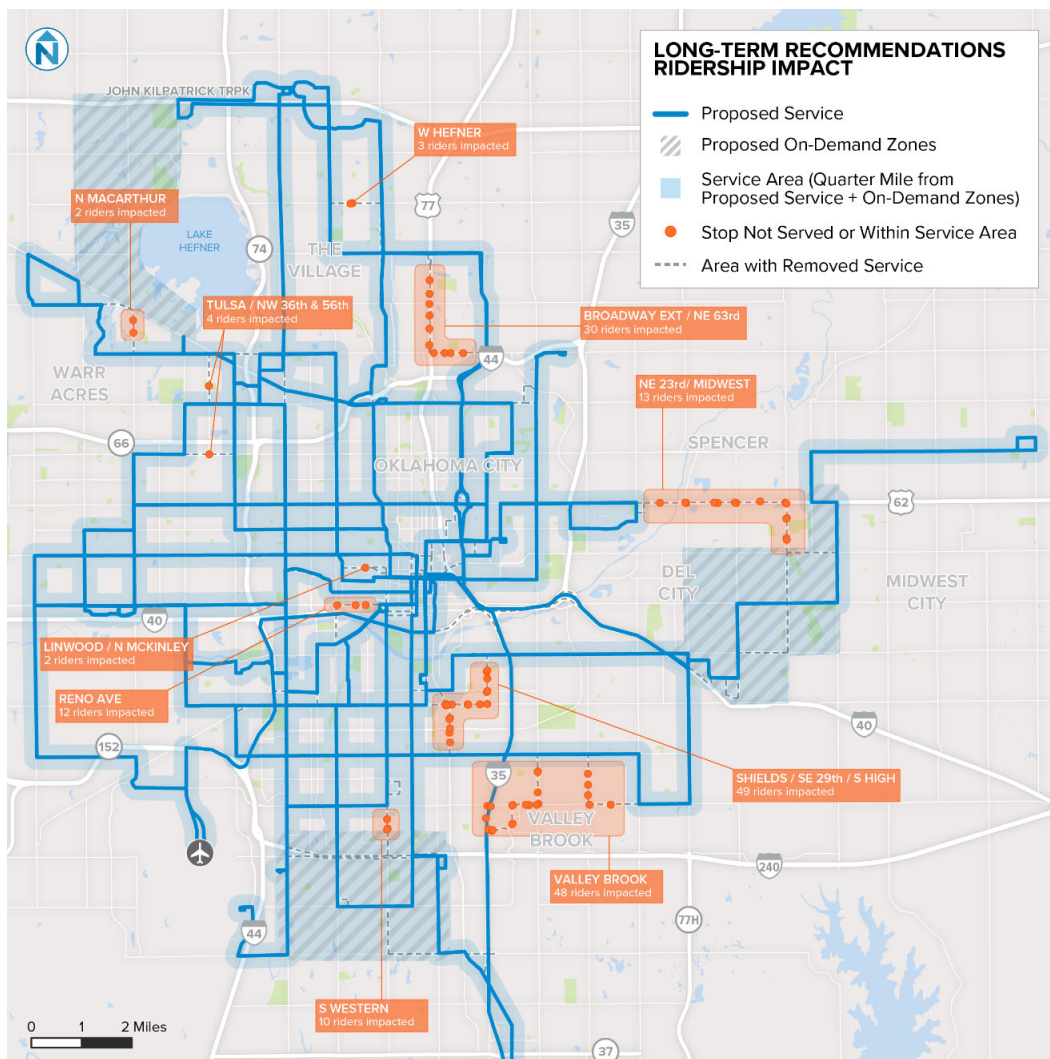 N
LONG-TERM RECOMMENDATIONS
RIDERSHIP IMPACT
Proposed Service
Proposed On-Demand Zones
Service Area (Quarter Mile from
Proposed Service + On-Demand Zones)
Stop Not Served or Within Service Area
Area with Removed Service
JOHN KILPATRICK TRPK
W HEFNER
3 riders impacted
N MACARTHUR
2 riders impacted
77
35
LAKE
HEFNER
74
THE
VILLAGE
TULSA / NW 36th & 56th
4 riders impacted
BROADWAY EXT / NE 63rd
30 riders impacted
44
WARR
ACRES
NE 23rd/ MIDWEST
13 riders impacted
66
SPENCER
OKLAHOMA CITY
62
DEL
CITY
MIDWEST
CITY
40
LINWOOD / N MCKINLEY
2 riders impacted
RENO AVE
12 riders impacted
40
152
35
SHIELDS / SE 29th / S HIGH
49 riders impacted
VALLEY
BROOK
240
VALLEY BROOK
48 riders impacted
77H
44
S WESTERN
10 riders impacted
0 1 2 Miles
37